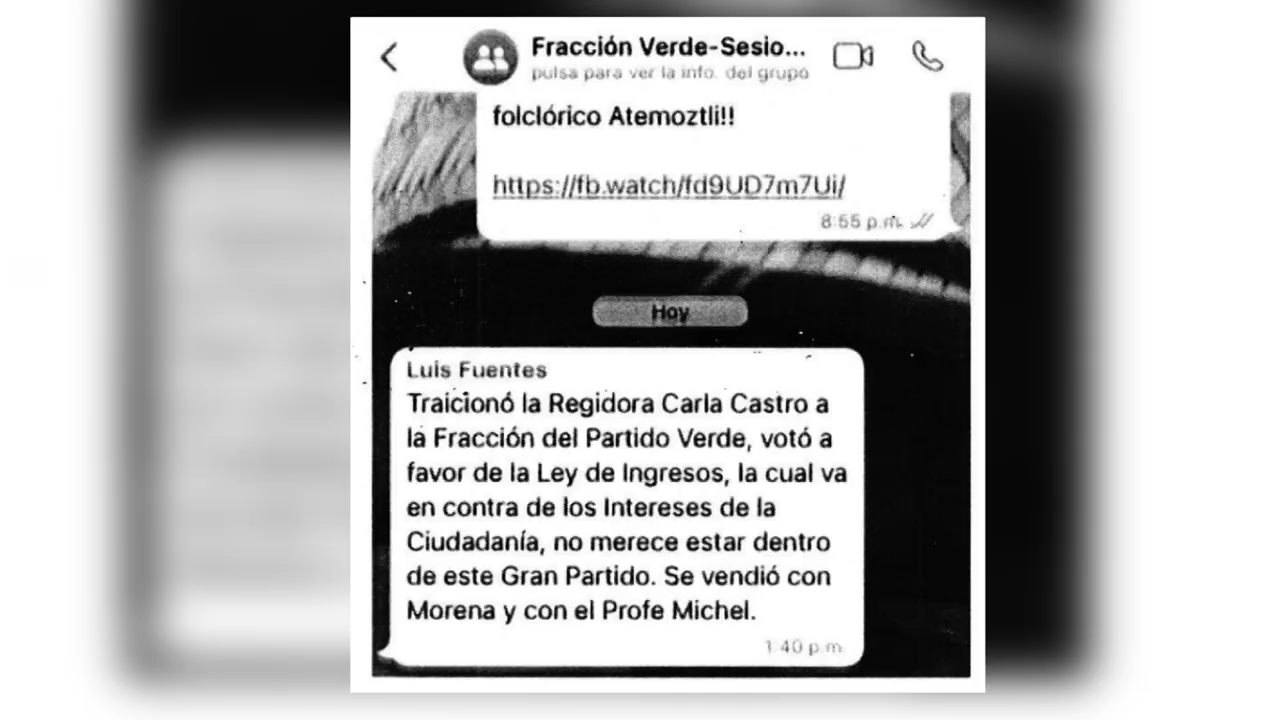 Fracción Verde-Sesio...
pulsa para ver la info. del grupo
folclórico Atemoztli!!
https://fb.watch/fd9UD7m7Ui/
8:55 p.m.
Hoy
Luis Fuentes
Traicionó la Regidora Carla Castro a
la Fracción del Partido Verde, votó a
favor de la Ley de Ingresos, la cual va
en contra de los Intereses de la
Ciudadanía, no merece estar dentro
de este Gran Partido. Se vendió con
Morena y con el Profe Michel.
1:40 p.m.